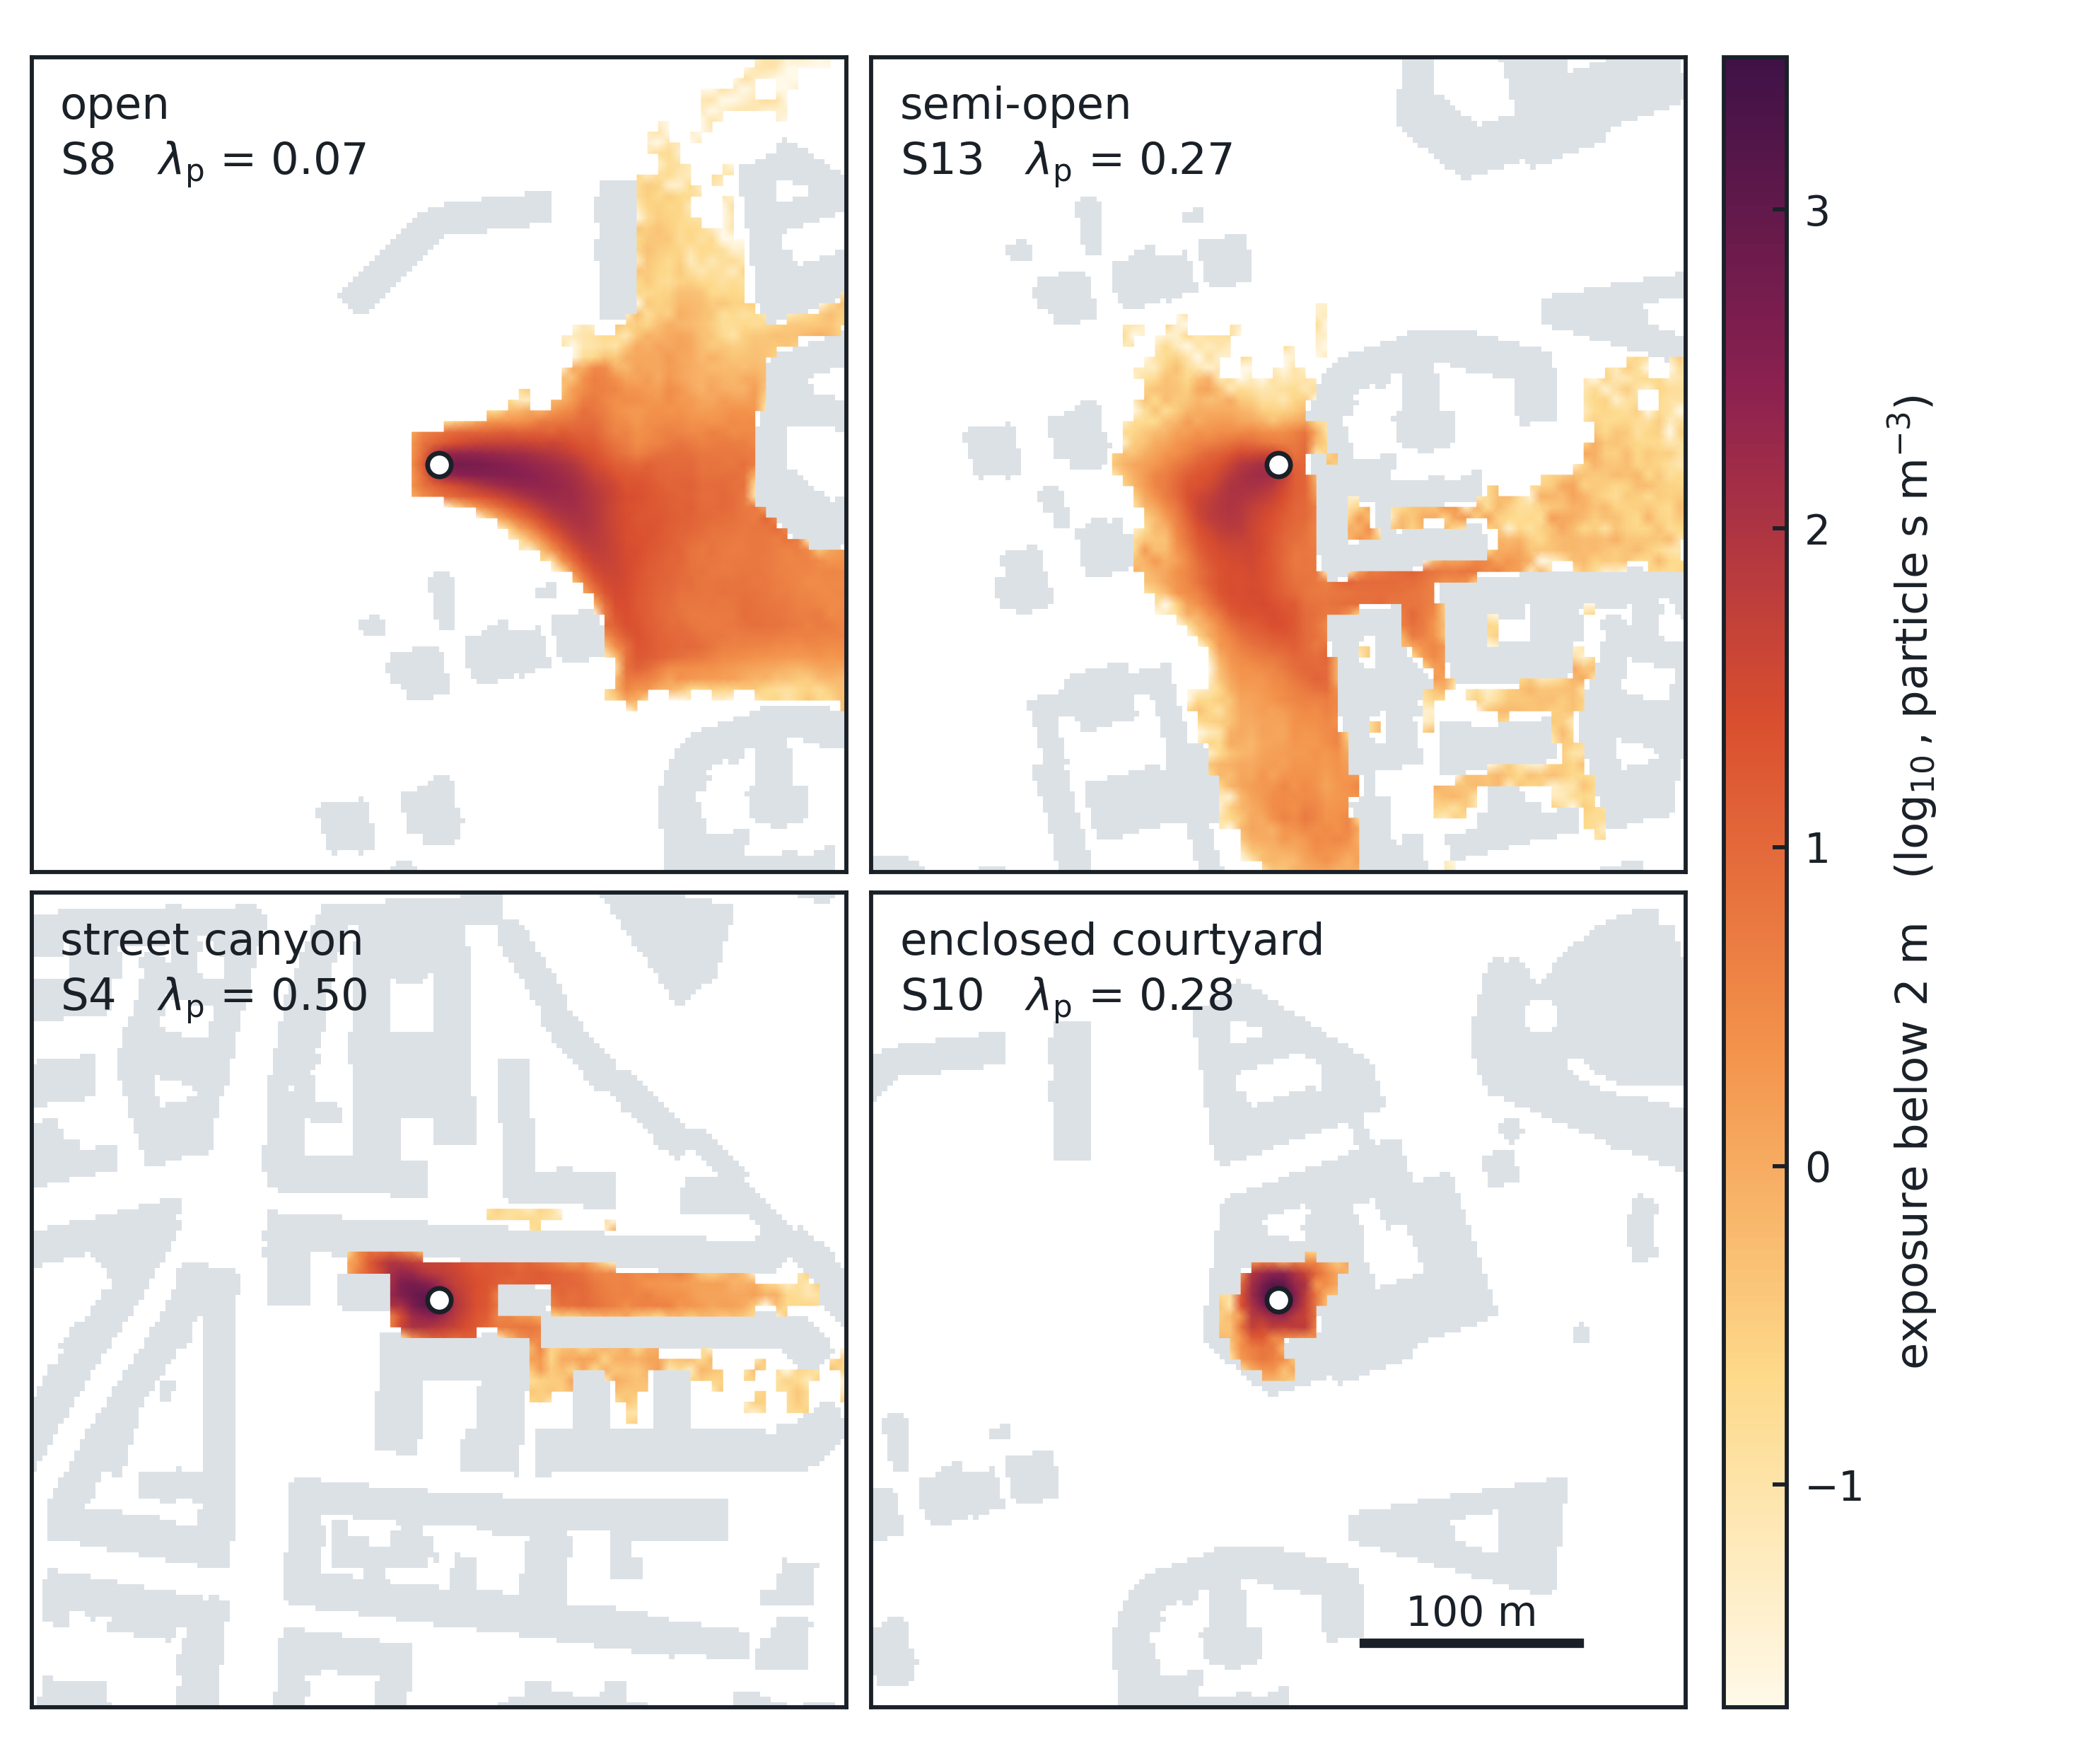 open
S8 λp = 0.07
semi-open
S13 λp = 0.27
street canyon
S4 λp = 0.50
enclosed courtyard
S10 λp = 0.28
100 m
3
2
1
0
−1
exposure below 2 m (log10, particle s m−3)